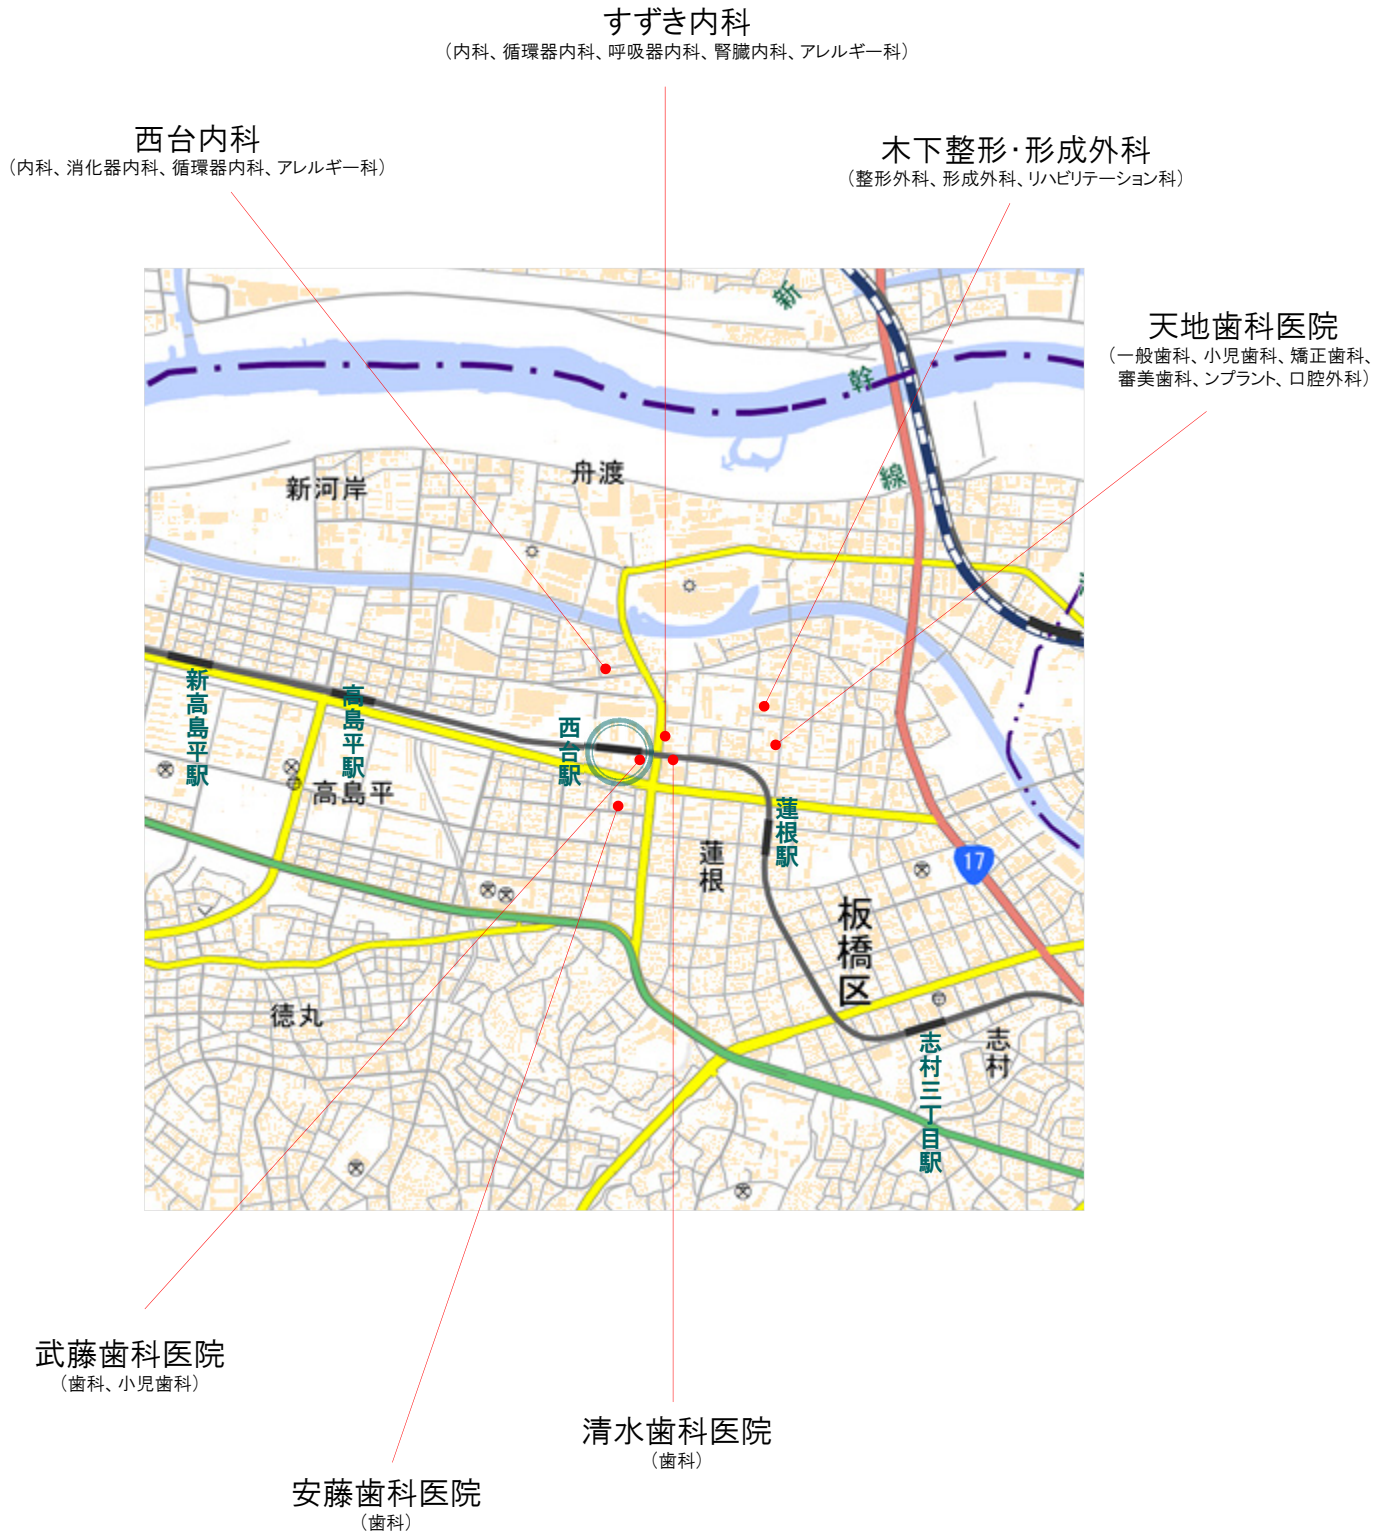 すずき内科
（内科、循環器内科、呼吸器内科、腎臓内科、アレルギー科）
西台内科
（内科、消化器内科、循環器内科、アレルギー科）
木下整形・形成外科
（整形外科、形成外科、リハビリテーション科）
天地歯科医院
（一般歯科、小児歯科、矯正歯科、
審美歯科、ンプラント、口腔外科）
新
幹
線
新河岸
舟渡
新高島平駅
高島平駅
西台駅
高島平
蓮根駅
蓮根
17
板橋区
徳丸
志村三丁目駅
志村
武藤歯科医院
（歯科、小児歯科）
清水歯科医院
（歯科）
安藤歯科医院
（歯科）